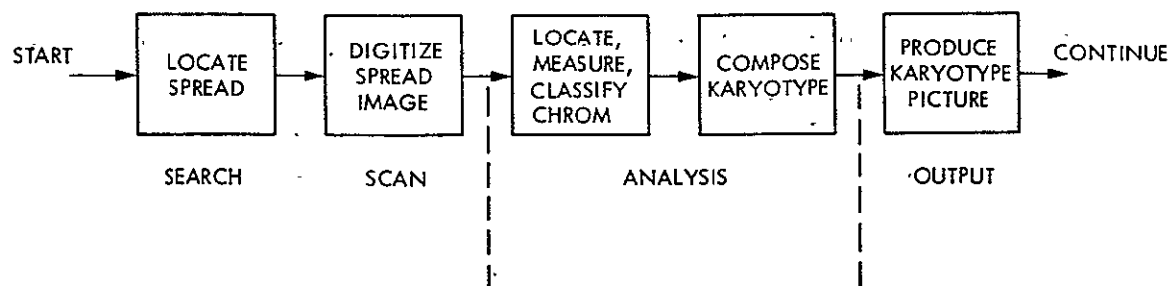 START
LOCATE
SPREAD
DIGITIZE
SPREAD
IMAGE
LOCATE,
MEASURE,
CLASSIFY
CHROM
COMPOSE
KARYOTYPE
PRODUCE
KARYOTYPE
PICTURE
CONTINUE
SEARCH
SCAN
ANALYSIS
OUTPUT